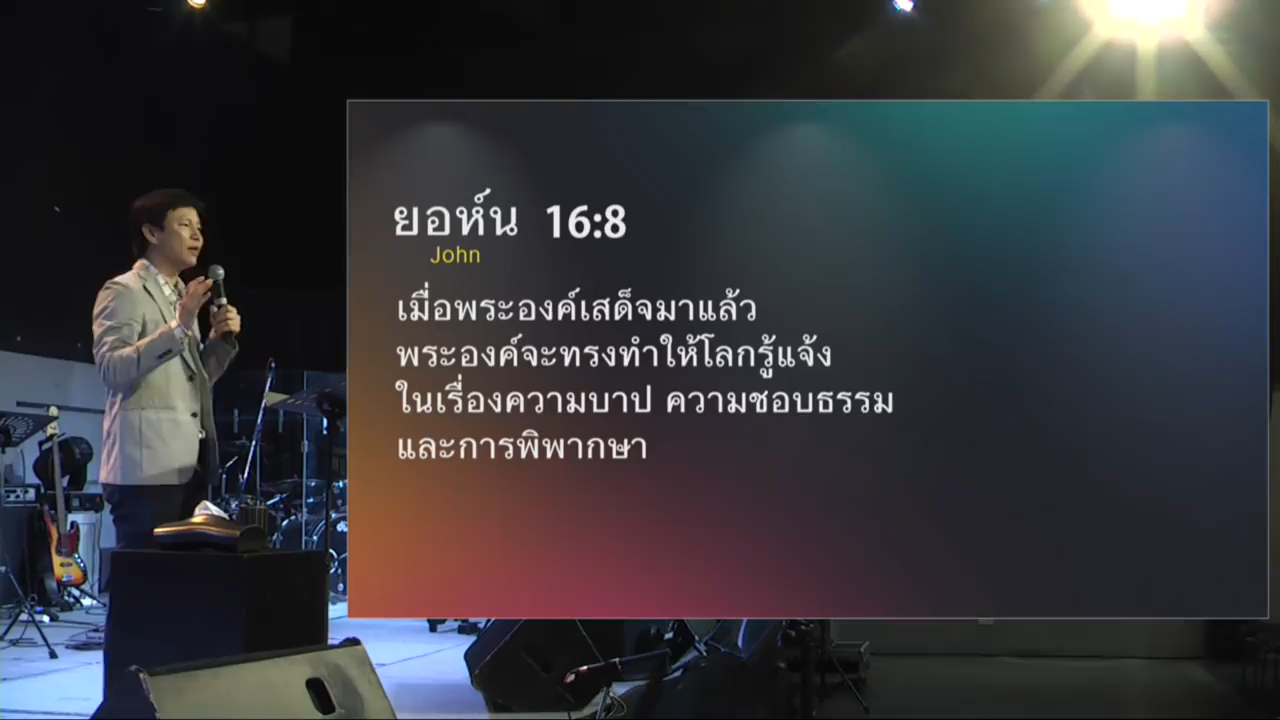 ยอห์น 16:8
John
เมื่อพระองค์เสด็จมาแล้ว
พระองค์จะทรงทำให้โลกรู้แจ้ง
ในเรื่องความบาป ความชอบธรรม
และการพิพากษา